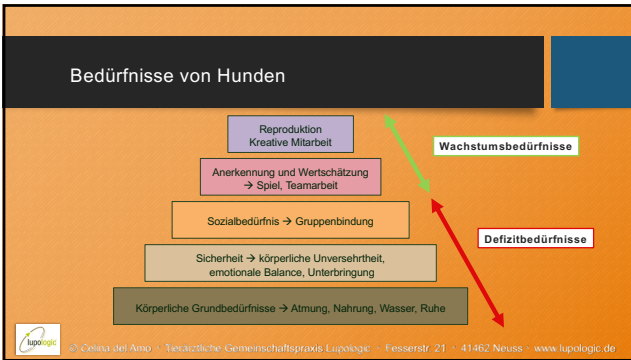 Bedürfnisse von Hunden
Reproduktion
Kreative Mitarbeit
Wachstumsbedürfnisse
Anerkennung und Wertschätzung
→ Spiel, Teamarbeit
Sozialbedürfnis → Gruppenbindung
Defizitbedürfnisse
Sicherheit → körperliche Unversehrtheit,
emotionale Balance, Unterbringung
Körperliche Grundbedürfnisse → Atmung, Nahrung, Wasser, Ruhe
lupologic
© Celina del Amo · Tierärztliche Gemeinschaftspraxis Lupologic · Fesserstr. 21 · 41462 Neuss · www.lupologic.de